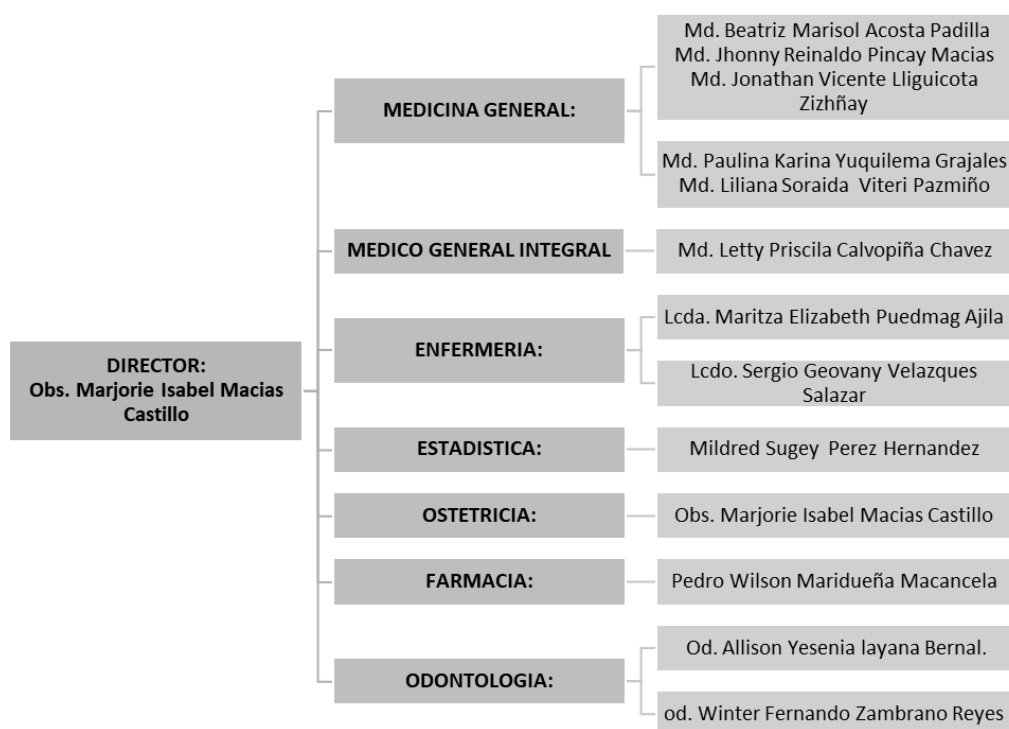 DIRECTOR:
Obs. Marjorie Isabel Macias
Castillo
MEDICINA GENERAL:
Md. Beatriz Marisol Acosta Padilla
Md. Jhonny Reinaldo Pincay Macias
Md. Jonathan Vicente Lliguicota
Zizhñay
Md. Paulina Karina Yuquilema Grajales
Md. Liliana Soraida Viteri Pazmiño
MEDICO GENERAL INTEGRAL
Md. Letty Priscila Calvopiña Chavez
ENFERMERIA:
Lcda. Maritza Elizabeth Puedmag Ajila
Lcdo. Sergio Geovany Velazques
Salazar
ESTADISTICA:
Mildred Sugey Perez Hernandez
OSTETRICIA:
Obs. Marjorie Isabel Macias Castillo
FARMACIA:
Pedro Wilson Maridueña Macancela
ODONTOLOGIA:
Od. Allison Yesenia layana Bernal.
od. Winter Fernando Zambrano Reyes